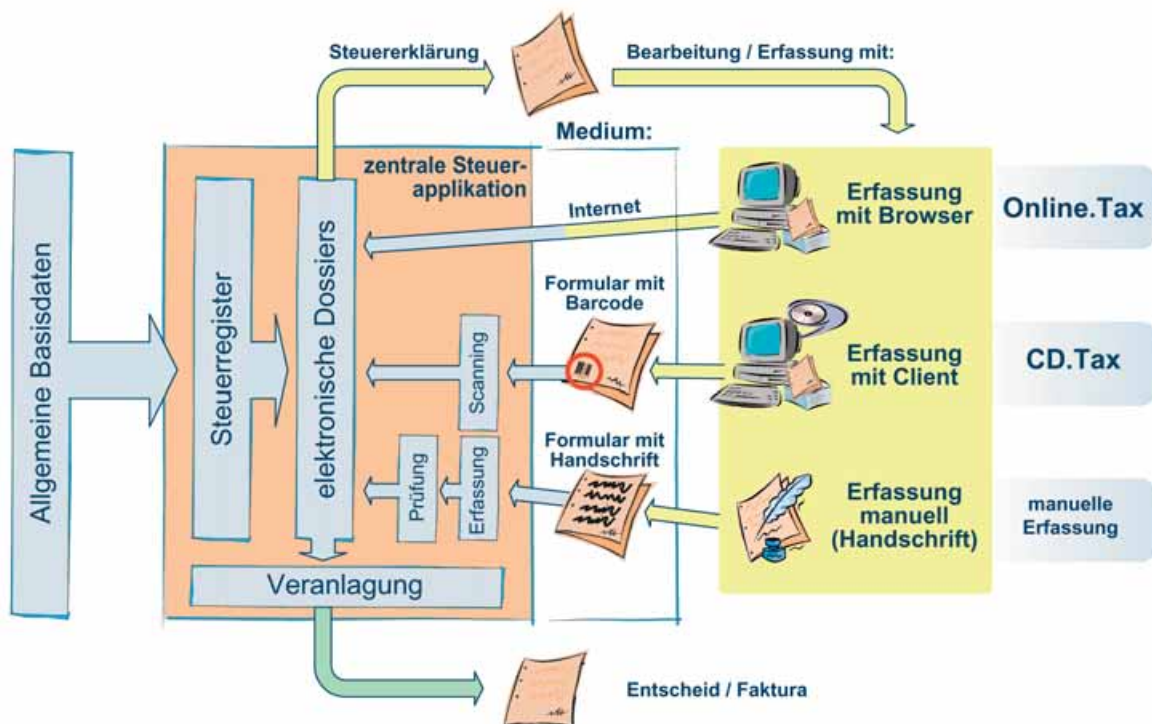 Steuererklärung
Bearbeitung / Erfassung mit:
Medium:
zentrale Steuer-
applikation
Allgemeine Basisdaten
Steuerregister
elektronische Dossiers
Internet
Erfassung
mit Browser
Online.Tax
Formular mit
Barcode
Scanning
Erfassung
mit Client
CD.Tax
Formular mit
Handschrift
Prüfung
Erfassung
Erfassung
manuell
(Handschrift)
manuelle
Erfassung
Veranlagung
Entscheid / Faktura